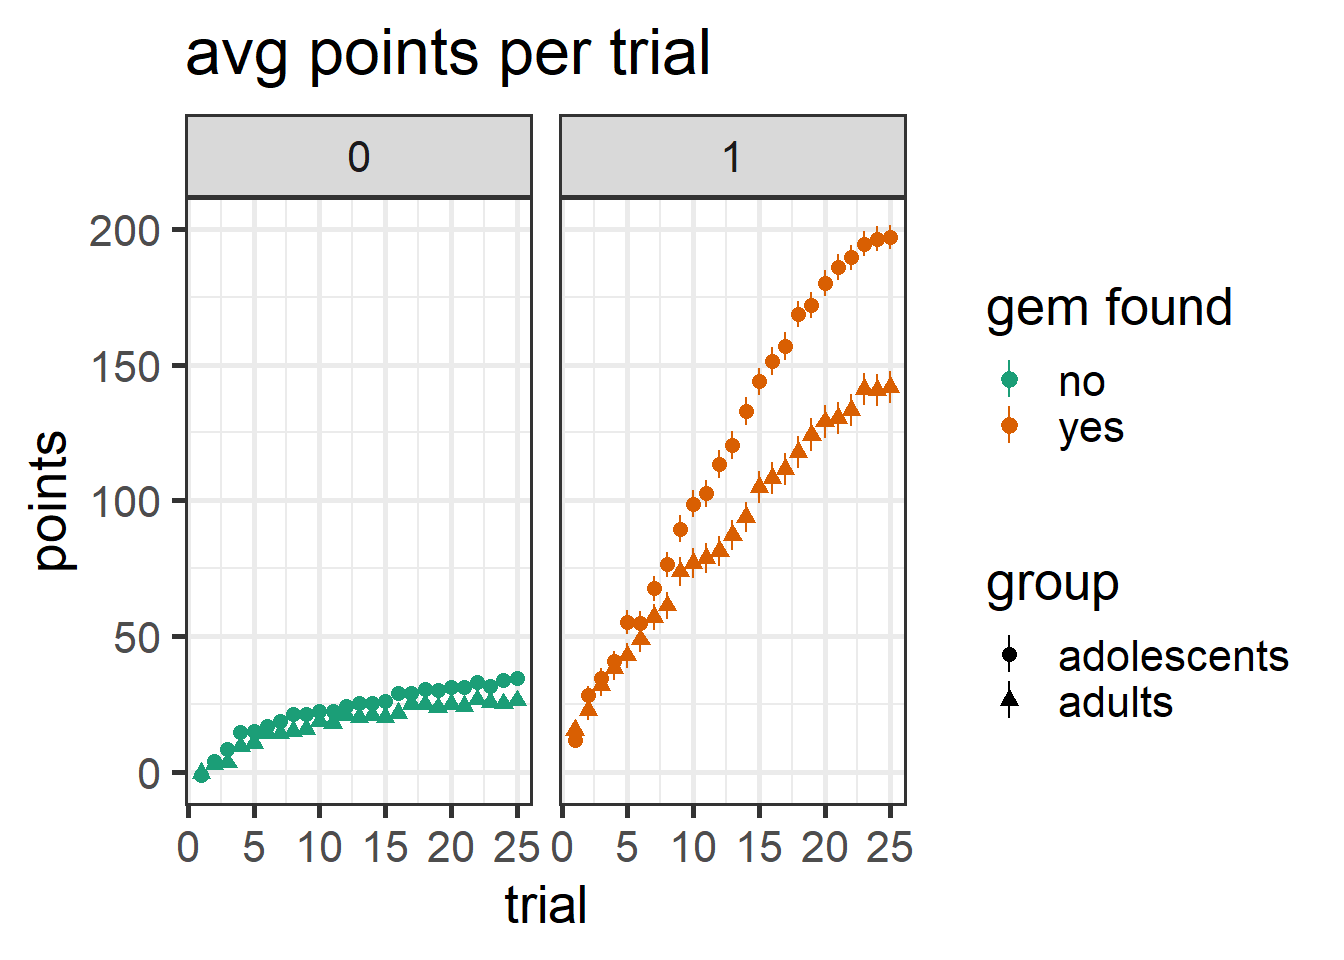 avg points per trial
0
1
200
150
100
50
0
points
0 5 10 15 20 25
0 5 10 15 20 25
trial
gem found
no
yes
group
adolescents
adults